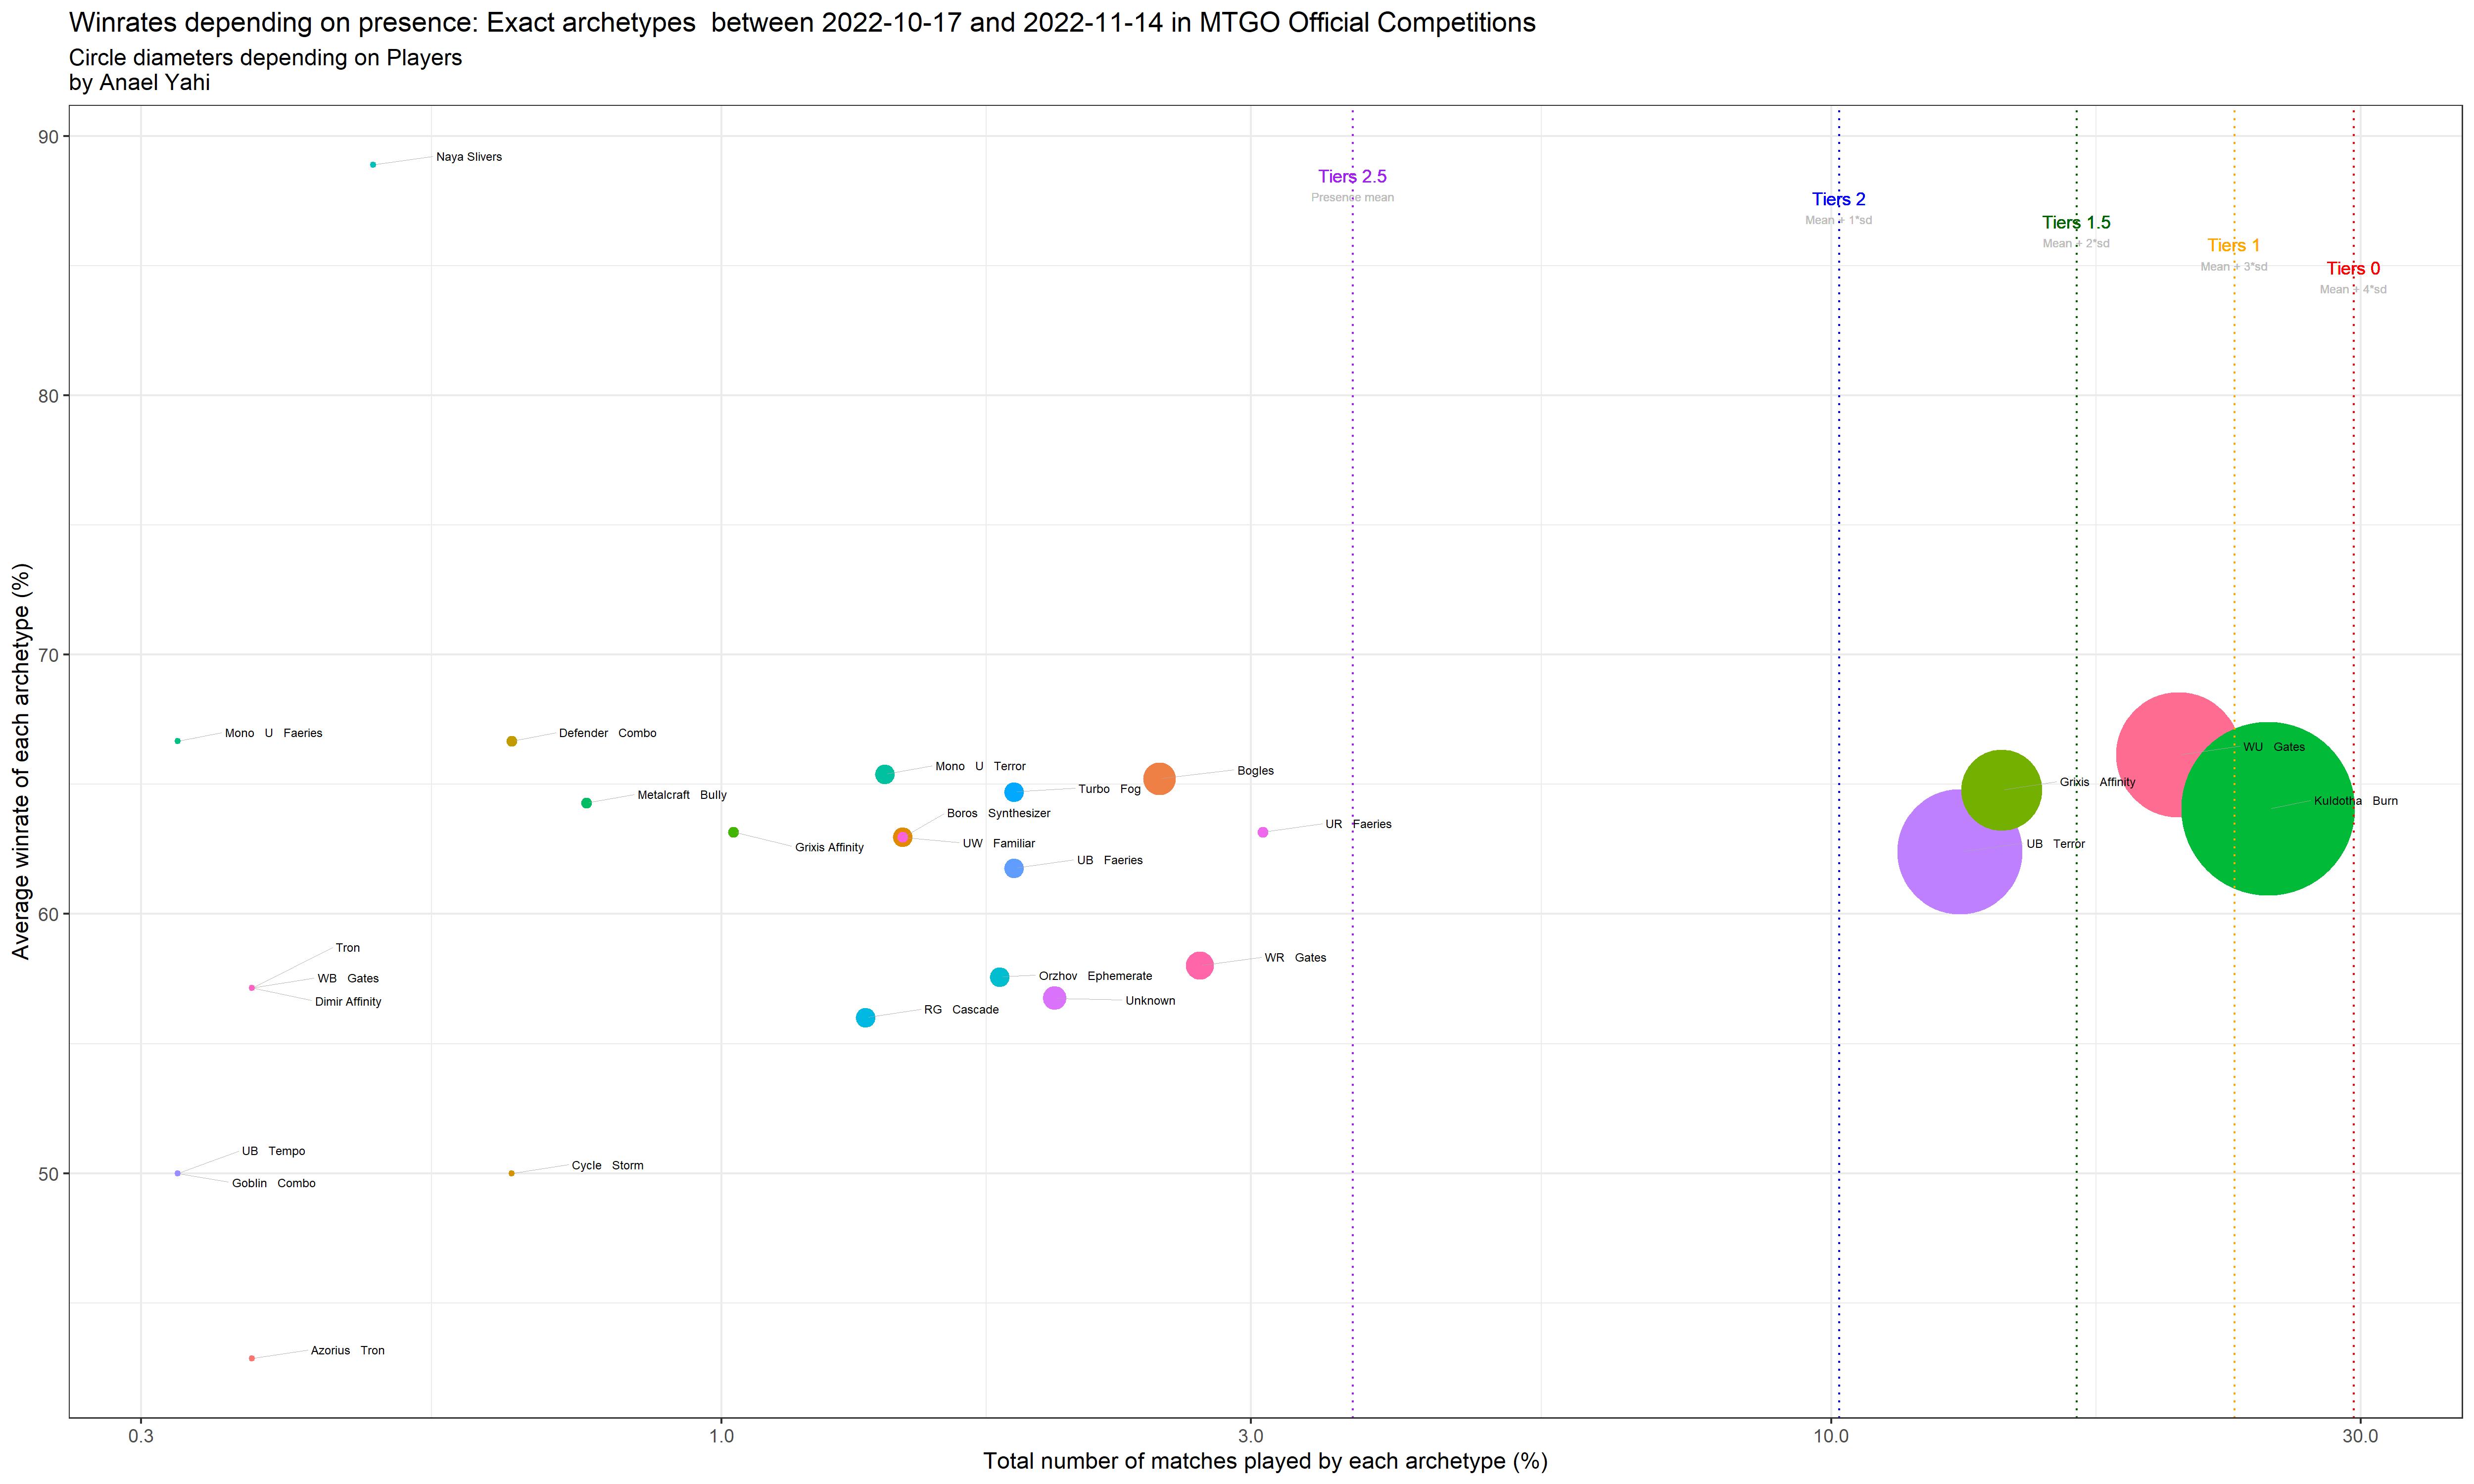 Winrates depending on presence: Exact archetypes  between 2022-10-17 and 2022-11-14 in MTGO Official Competitions
Circle diameters depending on Players
by Anael Yahi
Average winrate of each archetype (%)
90
80
70
60
50
Naya Slivers
Tiers 2.5
Presence mean
Tiers 2
Mean + 1*sd
Tiers 1.5
Mean + 2*sd
Tiers 1
Mean + 3*sd
Tiers 0
Mean + 4*sd
Mono   U   Faeries
Defender   Combo
WU   Gates
Mono   U   Terror
Bogles
Grixis   Affinity
Turbo   Fog
Metalcraft   Bully
Kuldotha   Burn
Boros   Synthesizer
UR   Faeries
UW   Familiar
UB   Terror
Grixis Affinity
UB   Faeries
Tron
WR   Gates
WB   Gates
Orzhov   Ephemerate
Dimir Affinity
Unknown
RG   Cascade
UB   Tempo
Cycle   Storm
Goblin   Combo
Azorius   Tron
0.3
1.0
3.0
10.0
30.0
Total number of matches played by each archetype (%)